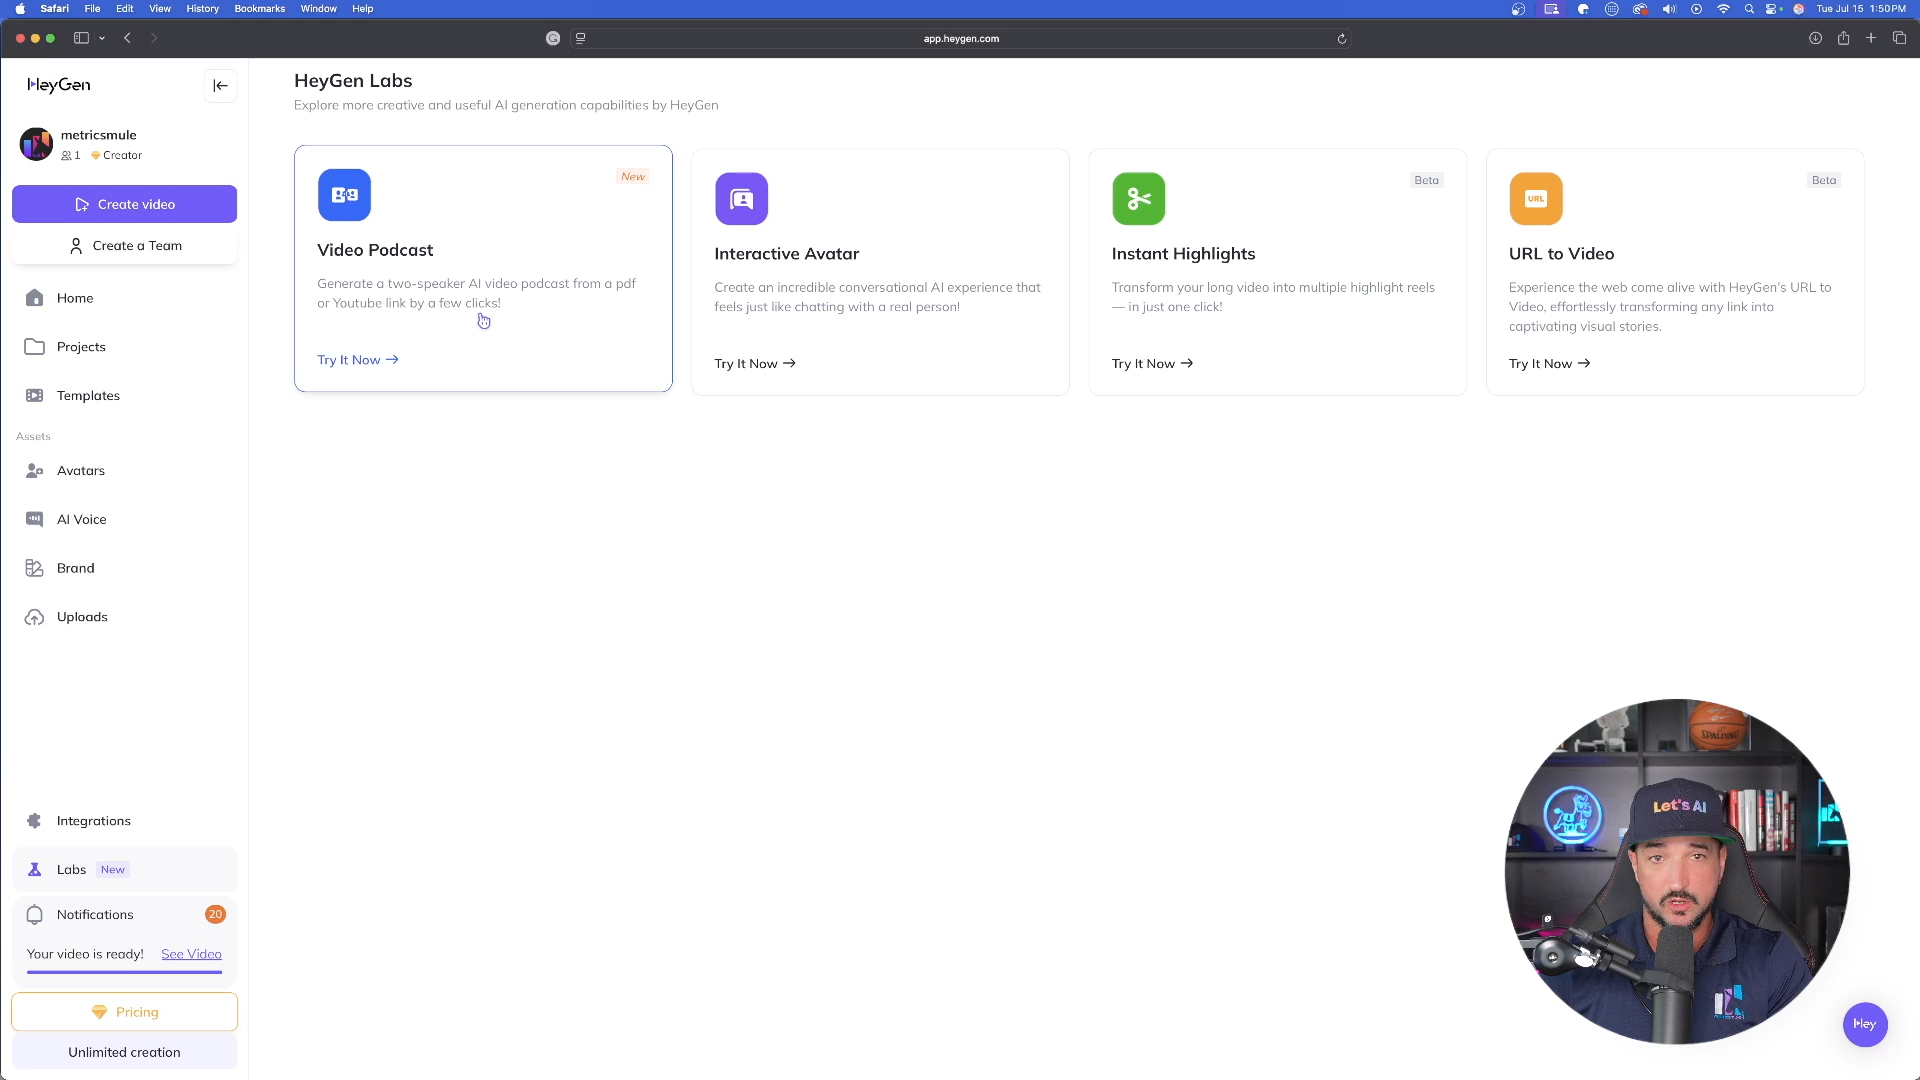 Safari File Edit View History Bookmarks Window Help
Tue Jul 15 1:50PM
app.heygen.com
HeyGen
metricsmule
1 Creator
Create video
Create a Team
Home
Projects
Templates
Assets
Avatars
AI Voice
Brand
Uploads
Integrations
Labs New
Notifications 20
Your video is ready! See Video
Pricing
Unlimited creation
HeyGen Labs
Explore more creative and useful AI generation capabilities by HeyGen
New
Video Podcast
Generate a two-speaker AI video podcast from a pdf
or Youtube link by a few clicks!
Try It Now →
Interactive Avatar
Create an incredible conversational AI experience that
feels just like chatting with a real person!
Try It Now →
Beta
Instant Highlights
Transform your long video into multiple highlight reels
— in just one click!
Try It Now →
Beta
URL
URL to Video
Experience the web come alive with HeyGen's URL to
Video, effortlessly transforming any link into
captivating visual stories.
Try It Now →
SPALDING
Let's AI
Hey